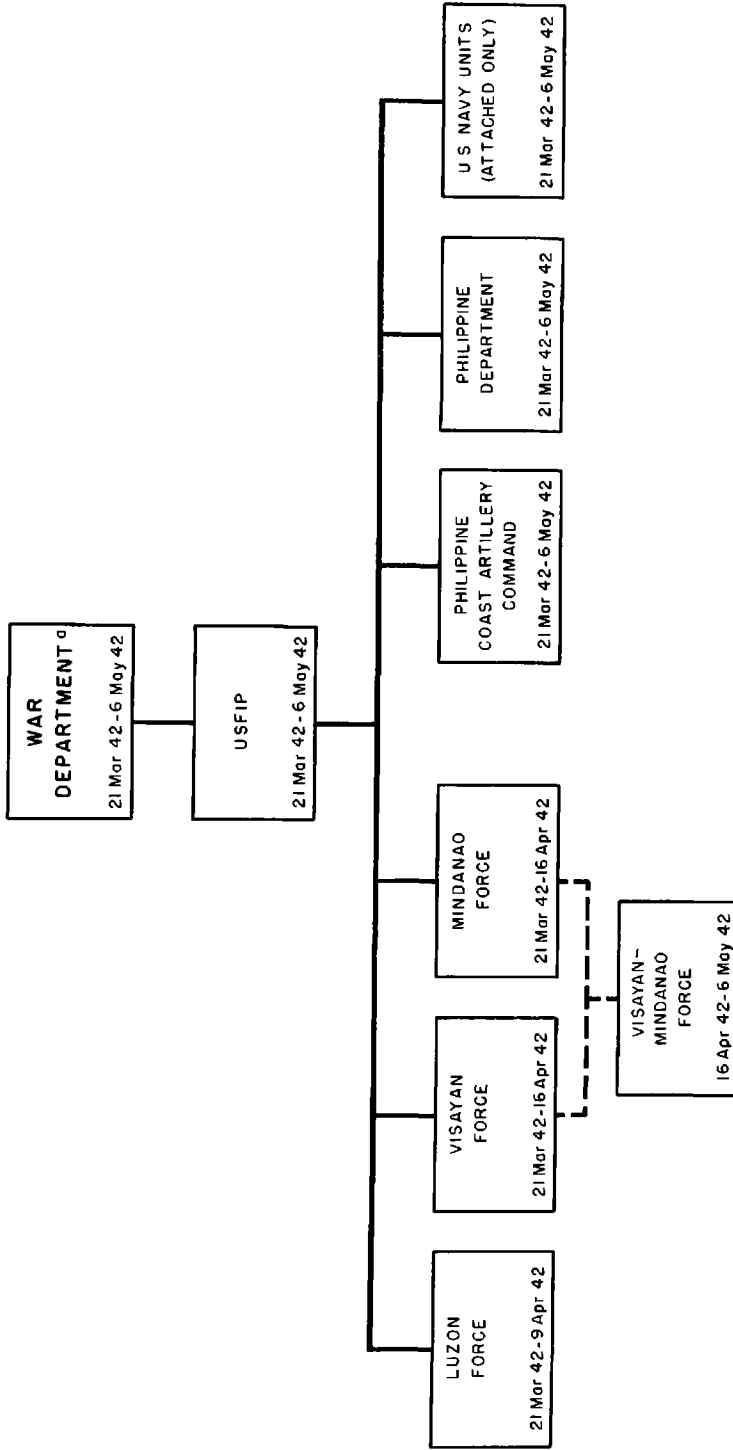 WAR
DEPARTMENT a
21 Mar 42-6 May 42
USFIP
21 Mar 42-6 May 42
LUZON
FORCE
21 Mar 42-9 Apr 42
VISAYAN
FORCE
21 Mar 42-16 Apr 42
MINDANAO
FORCE
21 Mar 42-16 Apr 42
PHILIPPINE
COAST ARTILLERY
COMMAND
21 Mar 42-6 May 42
PHILIPPINE
DEPARTMENT
21 Mar 42-6 May 42
US NAVY UNITS
(ATTACHED ONLY)
21 Mar 42-6 May 42
VISAYAN-
MINDANAO
FORCE
16 Apr 42-6 May 42